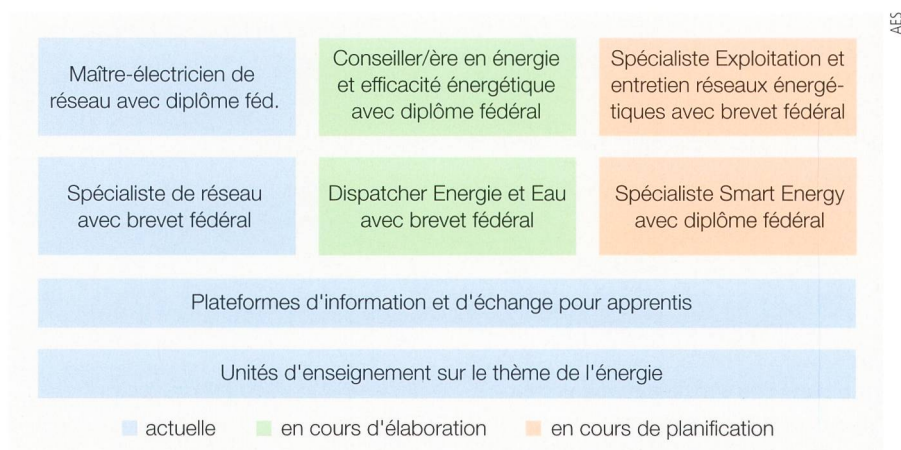 AES
Maître-électricien de
réseau avec diplôme féd.
Conseiller/ère en énergie
et efficacité énergétique
avec diplôme fédéral
Spécialiste Exploitation et
entretien réseaux énergé-
tiques avec brevet fédéral
Spécialiste de réseau
avec brevet fédéral
Dispatcher Energie et Eau
avec brevet fédéral
Spécialiste Smart Energy
avec diplôme fédéral
Plateformes d'information et d'échange pour apprentis
Unités d'enseignement sur le thème de l'énergie
actuelle
en cours d'élaboration
en cours de planification